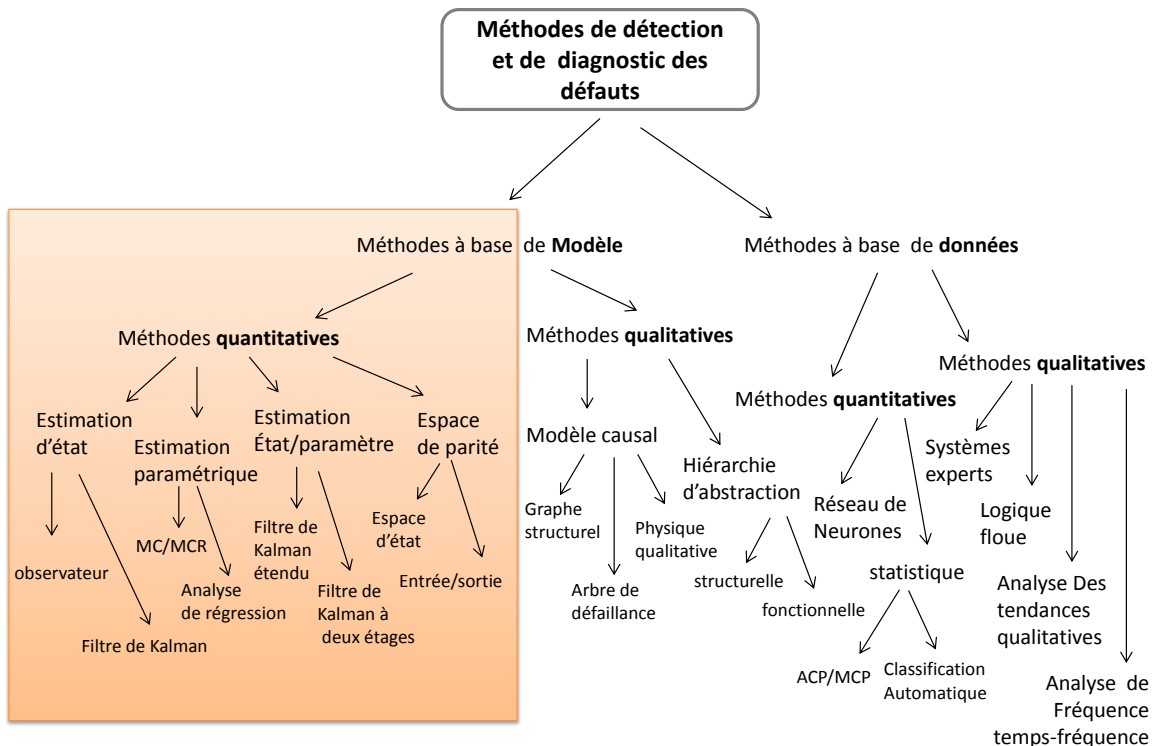 Méthodes de détection
et de diagnostic des
défauts
Méthodes à base de Modèle
Méthodes à base de données
Méthodes quantitatives
Méthodes qualitatives
Méthodes qualitatives
Méthodes quantitatives
Estimation
d’état
Estimation
paramétrique
Estimation
État/paramètre
Espace
de parité
Modèle causal
Hiérarchie
d’abstraction
Réseau de
Neurones
Systèmes
experts
Logique
floue
observateur
Filtre de Kalman
MC/MCR
Analyse
de régression
Filtre de
Kalman
étendu
Filtre de
Kalman à
deux étages
Espace
d’état
Entrée/sortie
Graphe
structurel
Arbre de
défaillance
Physique
qualitative
structurelle
fonctionnelle
statistique
ACP/MCP
Classification
Automatique
Analyse Des
tendances
qualitatives
Analyse de
Fréquence
temps-fréquence